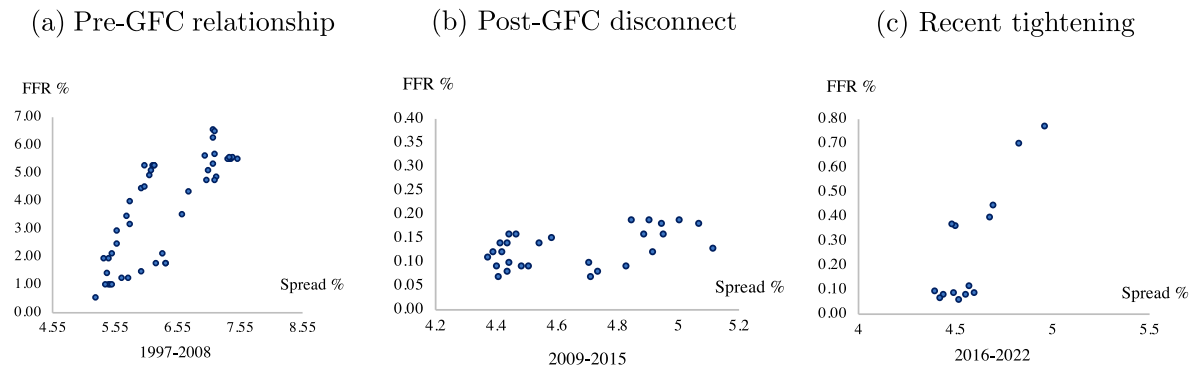 (a) Pre-GFC relationship
FFR %
7.00
6.00
5.00
4.00
3.00
2.00
1.00
0.00
Spread %
4.55 5.55 6.55 7.55 8.55
1997-2008
(b) Post-GFC disconnect
FFR %
0.40
0.35
0.30
0.25
0.20
0.15
0.10
0.05
0.00
Spread %
4.2 4.4 4.6 4.8 5 5.2
2009-2015
(c) Recent tightening
FFR %
0.80
0.70
0.60
0.50
0.40
0.30
0.20
0.10
0.00
Spread %
4 4.5 5 5.5
2016-2022